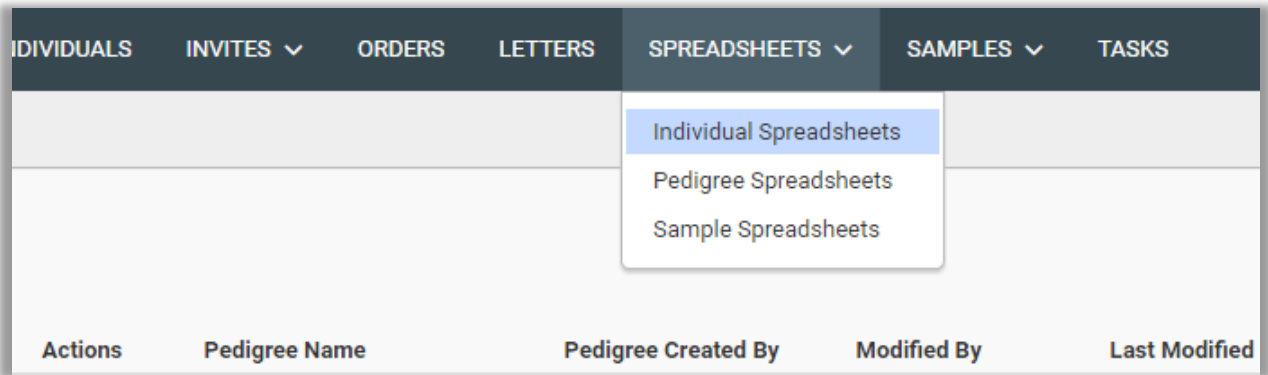 NDIVIDUALS INVITES ORDERS LETTERS SPREADSHEETS SAMPLES TASKS
Individual Spreadsheets
Pedigree Spreadsheets
Sample Spreadsheets
Actions Pedigree Name Pedigree Created By Modified By Last Modified